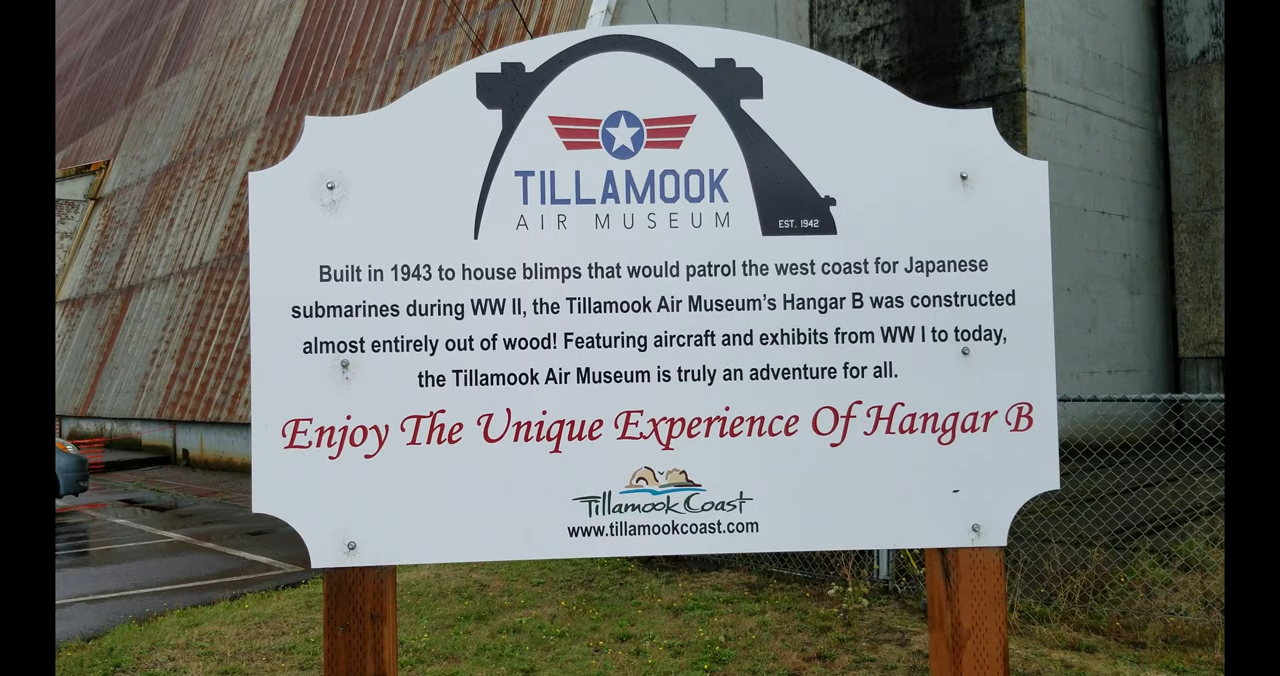 TILLAMOOK
AIR MUSEUM
EST. 1942
Built in 1943 to house blimps that would patrol the west coast for Japanese
submarines during WW II, the Tillamook Air Museum's Hangar B was constructed
almost entirely out of wood! Featuring aircraft and exhibits from WW I to today,
the Tillamook Air Museum is truly an adventure for all.
Enjoy The Unique Experience Of Hangar B
Tillamook Coast
www.tillamookcoast.com